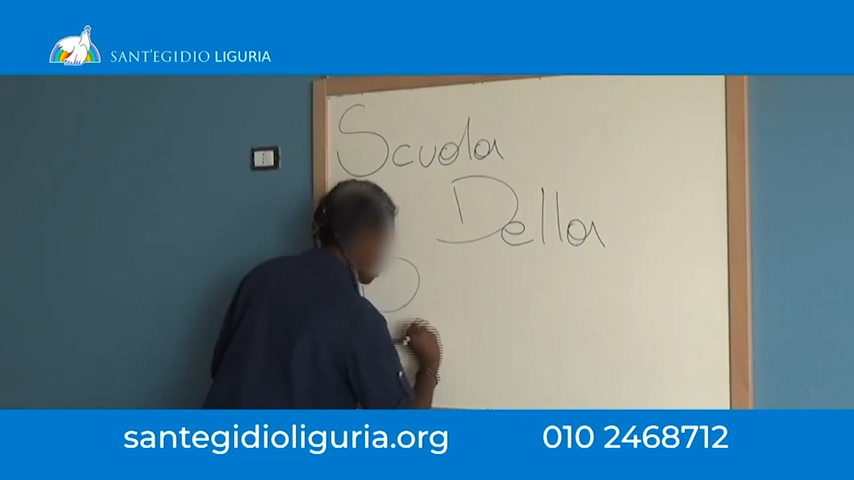 SANT'EGIDIO LIGURIA
Scuola
Della
santegidioliguria.org
010 2468712